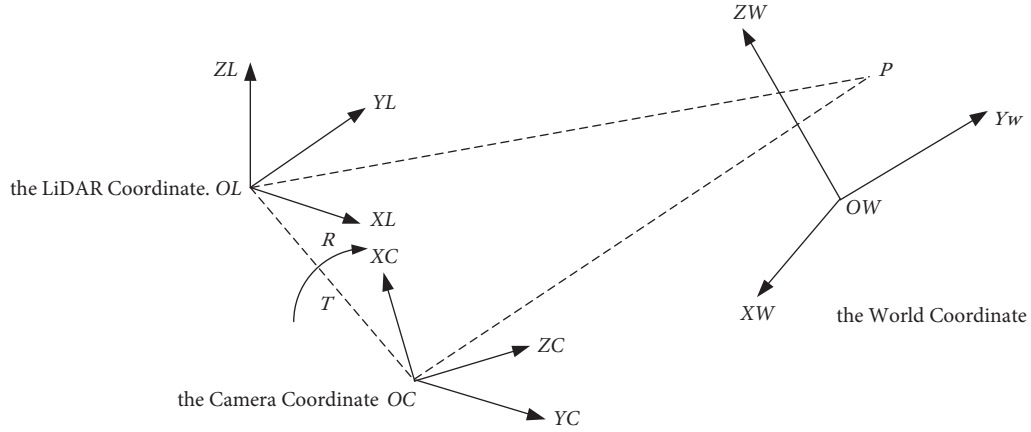 ZW
ZL
P
YL
Yw
the LiDAR Coordinate. OL
OW
XL
R
XC
T
XW
the World Coordinate
ZC
the Camera Coordinate OC
YC